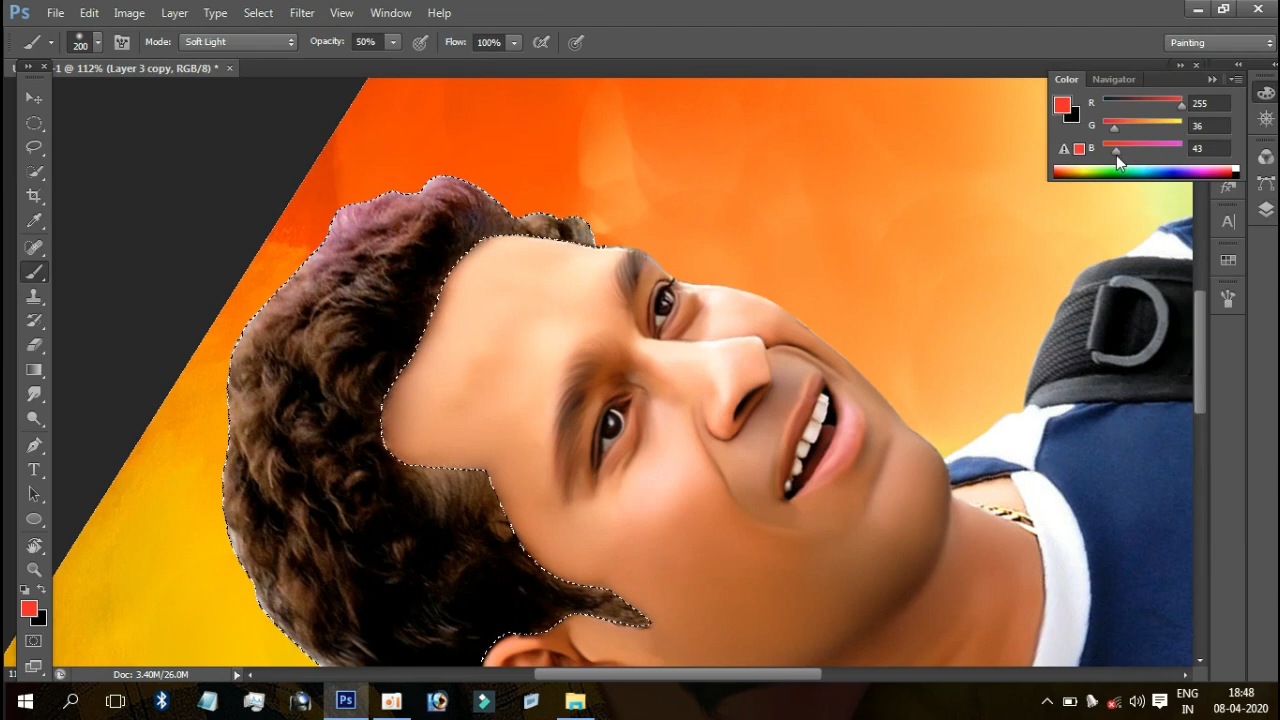 Ps File Edit Image Layer Type Select Filter View Window Help
200 Mode: Soft Light Opacity: 50% Flow: 100% Painting
-1 @ 112% (Layer 3 copy, RGB/8) * ×
Color Navigator
R 255
G 36
B 43
Doc: 3.40M/26.0M
Ps
ENG
IN
18:48
08-04-2020